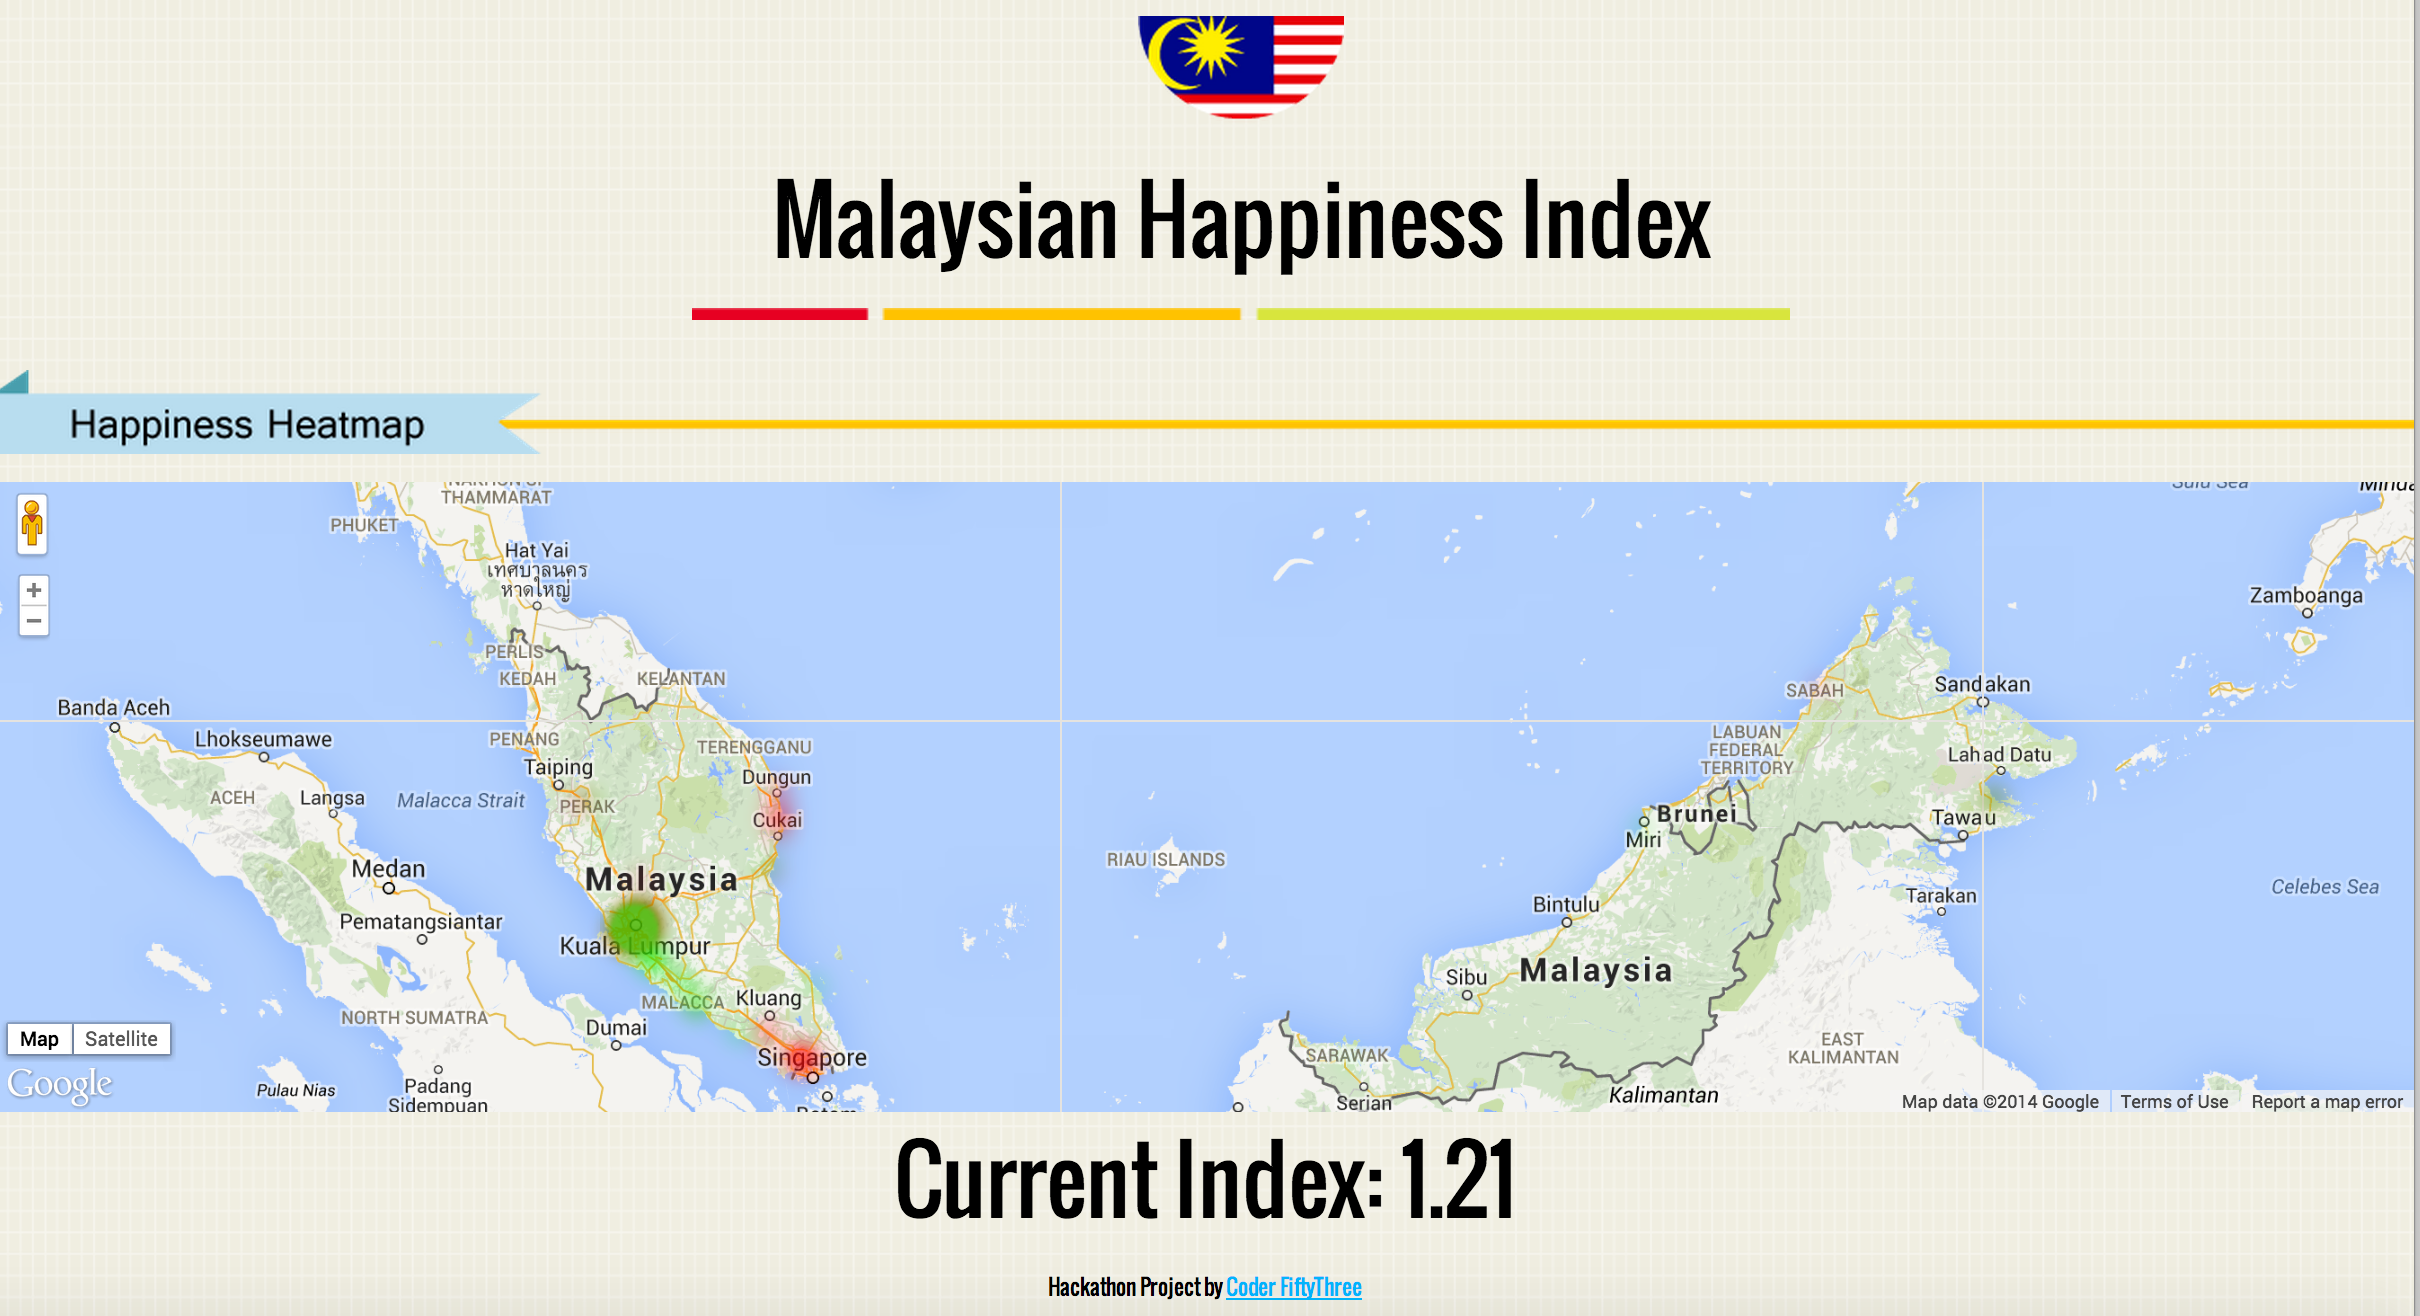 Malaysian Happiness Index
Happiness Heatmap
THAMMARAT
PHUKET
Hat Yai
เทศบาลนคร
หาดใหญ่
PERLIS
KEDAH
KELANTAN
Banda Aceh
Lhokseumawe
PENANG
TERENGGANU
Taiping
Dungun
ACEH
Langsa
Malacca Strait
PERAK
Cukai
Medan
Malaysia
Pematangsiantar
Kuala Lumpur
MALACCA
Kluang
NORTH SUMATRA
Dumai
Singapore
Pulau Nias
Padang
Sidempuan
RIAU ISLANDS
Sulu Sea
Zamboanga
SABAH
Sandakan
LABUAN
FEDERAL
TERRITORY
Lahad Datu
Brunei
Miri
Tawau
Bintulu
Tarakan
Celebes Sea
Sibu
Malaysia
SARAWAK
EAST
KALIMANTAN
Serian
Kalimantan
+
−
Map Satellite
Google
Map data ©2014 Google Terms of Use Report a map error
Current Index: 1.21
Hackathon Project by Coder FiftyThree